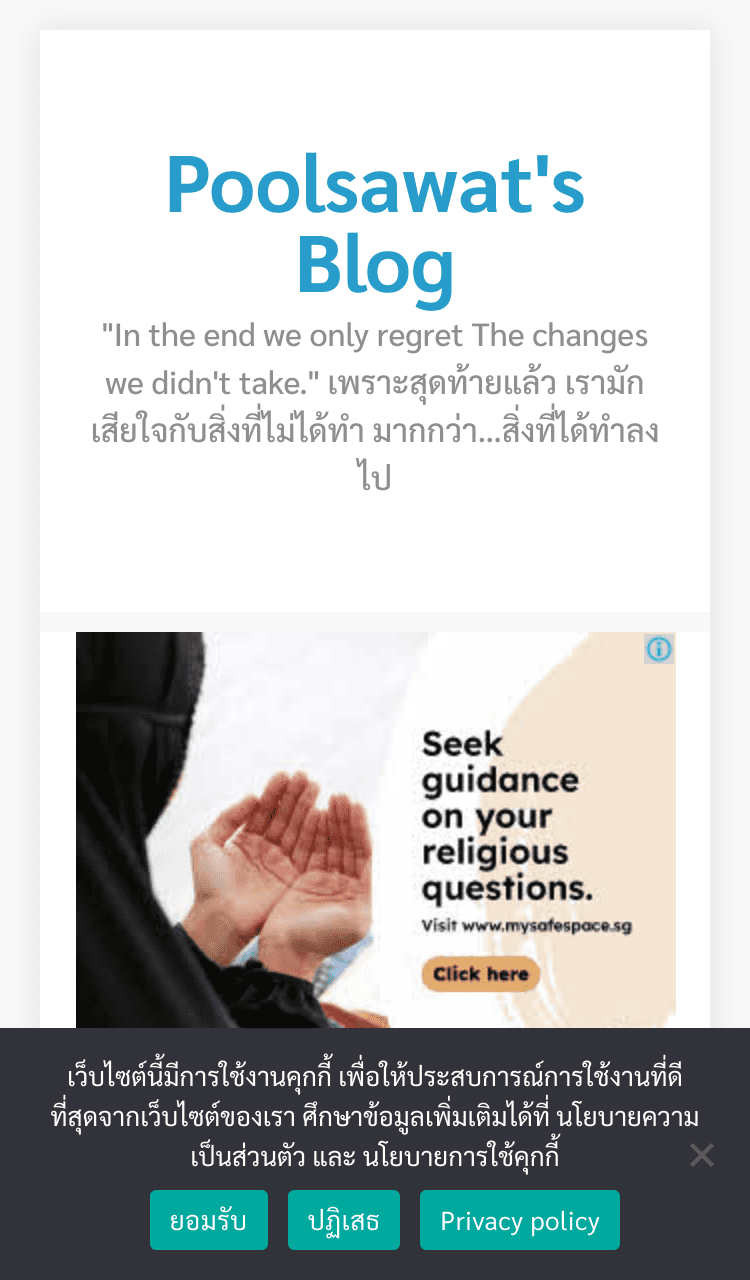 Poolsawat's
Blog
"In the end we only regret The changes
we didn't take." เพราะสุดท้ายแล้ว เรามัก
เสียใจกับสิ่งที่ไม่ได้ทำ มากกว่า...สิ่งที่ได้ทำลง
ไป
Seek
guidance
on your
religious
questions.
Visit www.mysafespace.sg
Click here
เว็บไซต์นี้มีการใช้งานคุกกี้ เพื่อให้ประสบการณ์การใช้งานที่ดี
ที่สุดจากเว็บไซต์ของเรา ศึกษาข้อมูลเพิ่มเติมได้ที่ นโยบายความ
เป็นส่วนตัว และ นโยบายการใช้คุกกี้
ยอมรับ ปฏิเสธ Privacy policy